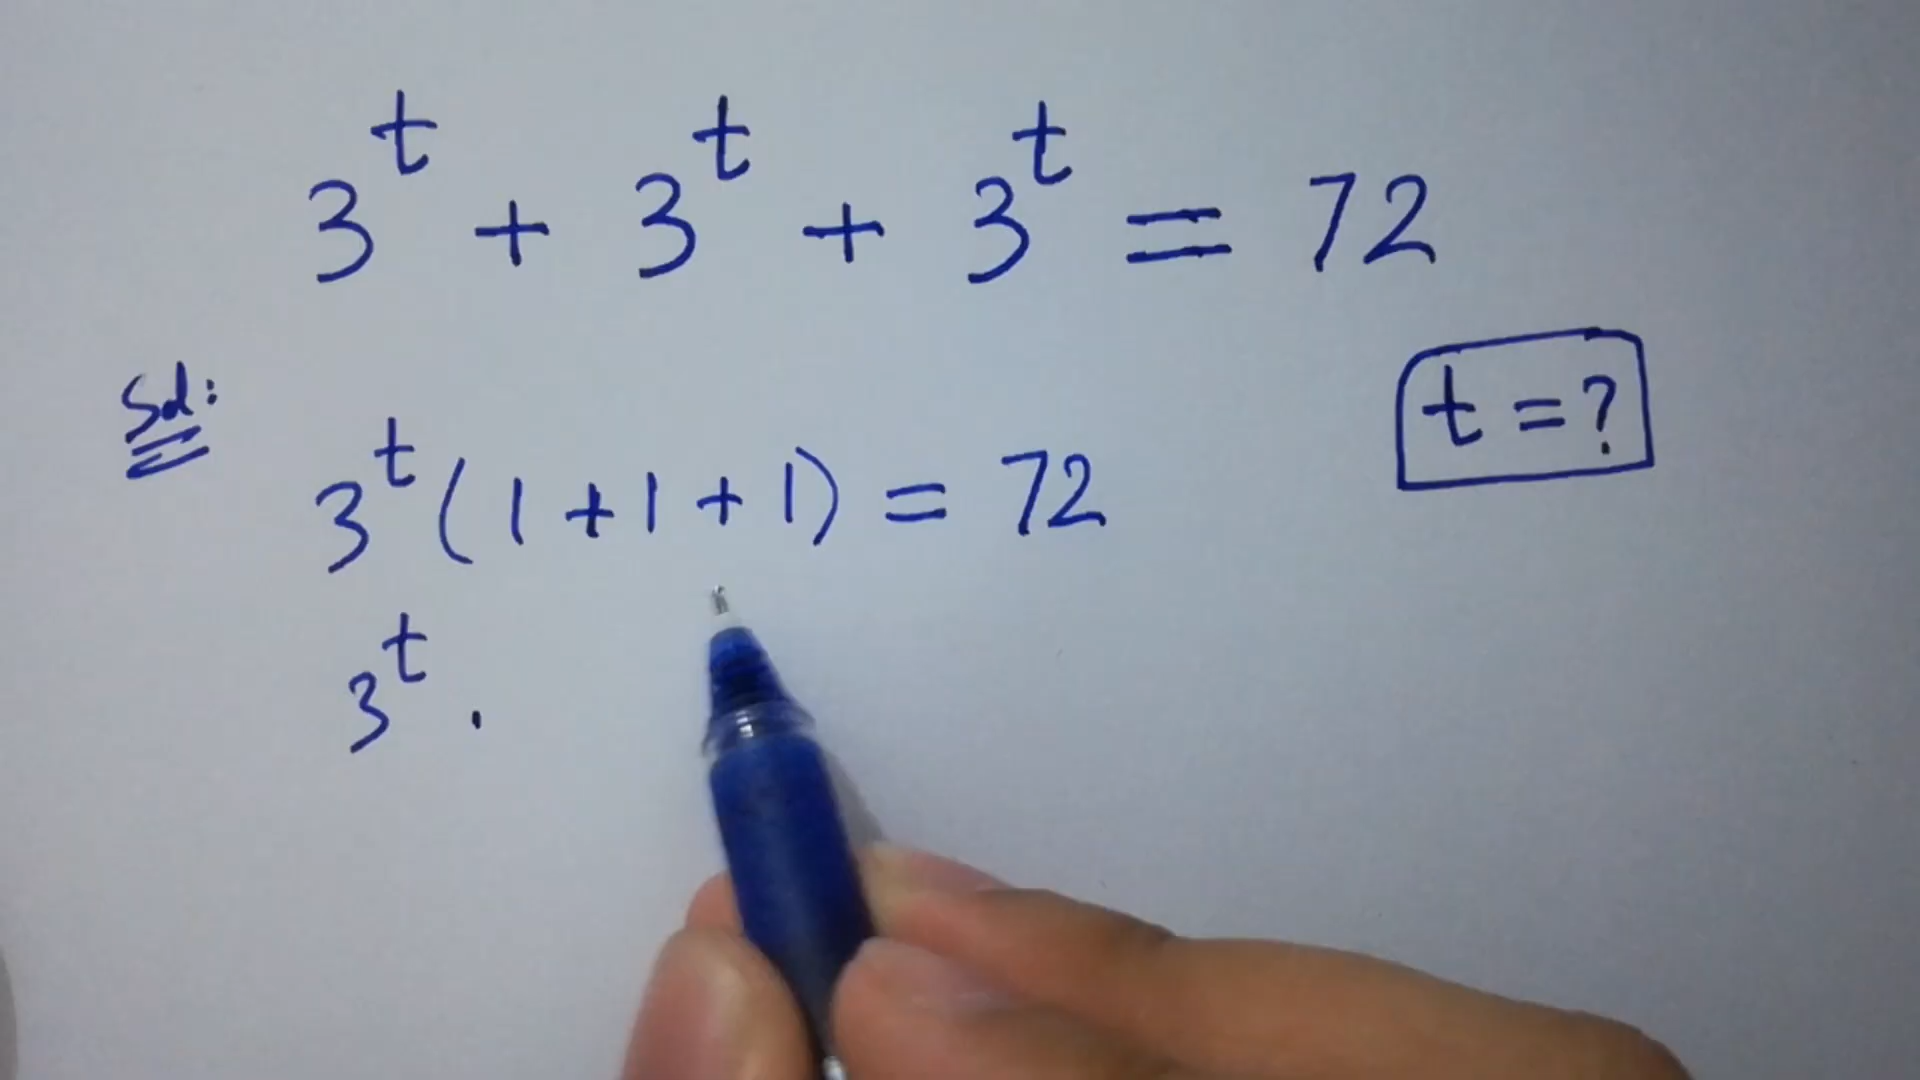 3^t + 3^t + 3^t = 72
Sol:
t = ?
3^t (1 + 1 + 1) = 72
3^t .